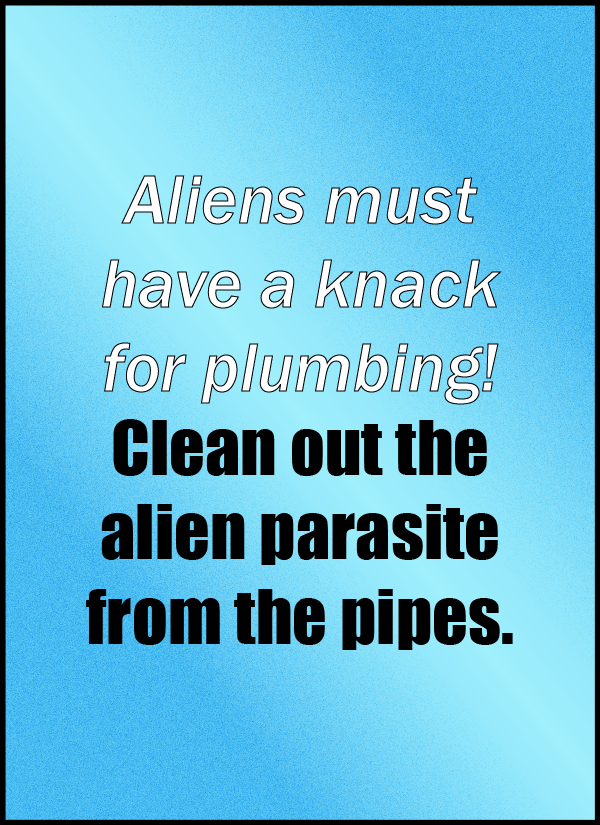 Aliens must
have a knack
for plumbing!
Clean out the
alien parasite
from the pipes.